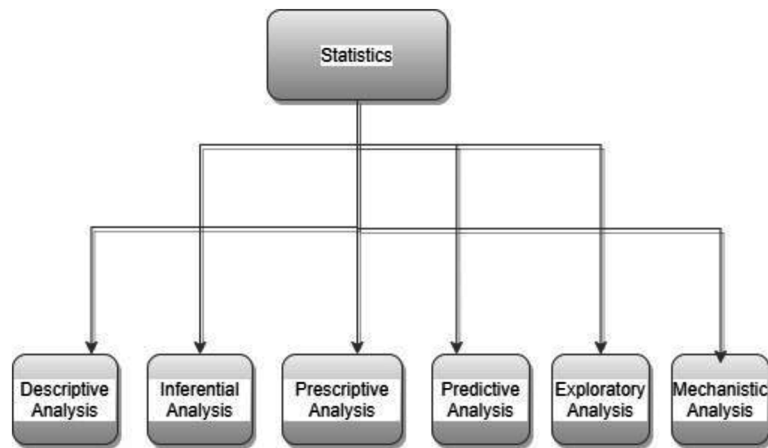 Statistics
Descriptive
Analysis
Inferential
Analysis
Prescriptive
Analysis
Predictive
Analysis
Exploratory
Analysis
Mechanistic
Analysis